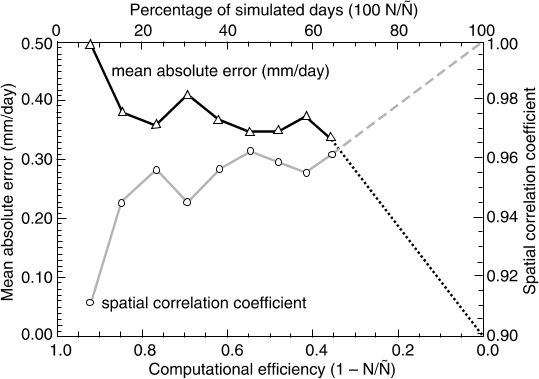 Percentage of simulated days (100 N/Ñ)
0 20 40 60 80 100
0.50 1.00
mean absolute error (mm/day)
0.40 0.98
0.30 0.96
0.20 0.94
0.10 0.92
spatial correlation coefficient
0.00 0.90
1.0 0.8 0.6 0.4 0.2 0.0
Computational efficiency (1 – N/Ñ)
Mean absolute error (mm/day)
Spatial correlation coefficient